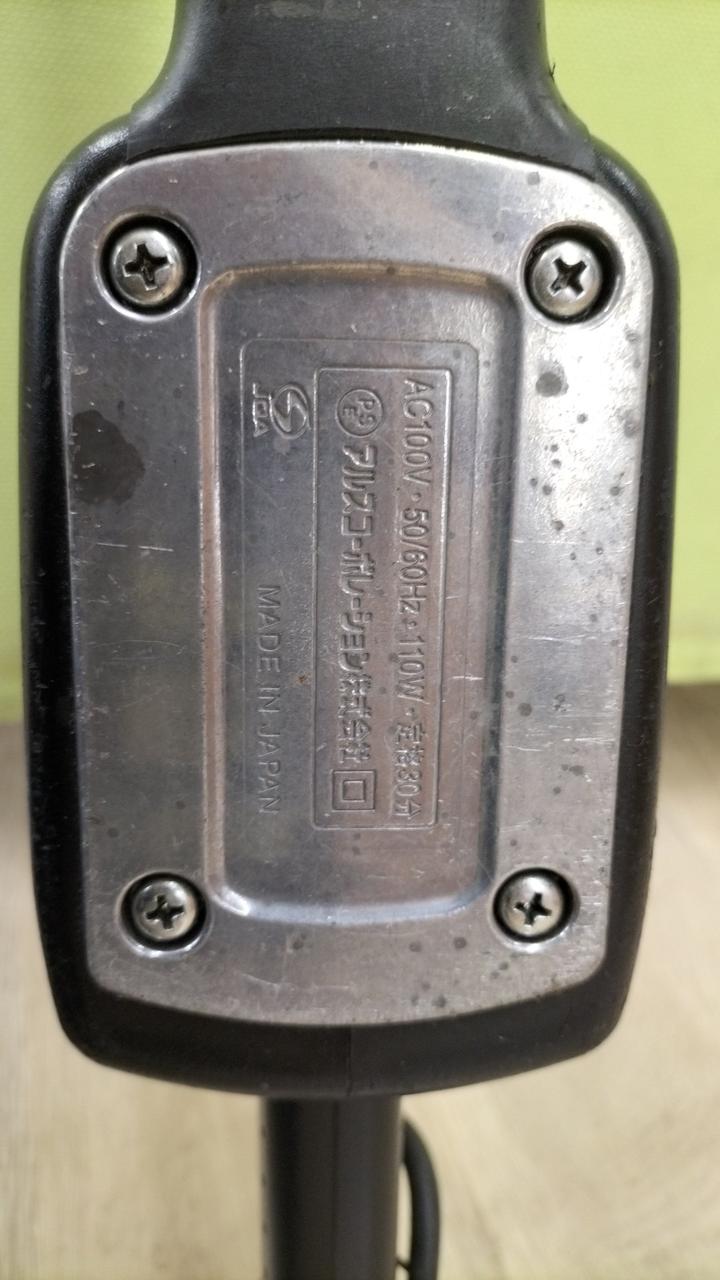 AC100V・50/60Hz・110W・定格30分
PSE アルスコーポレーション株式会社
JQA
MADE IN JAPAN